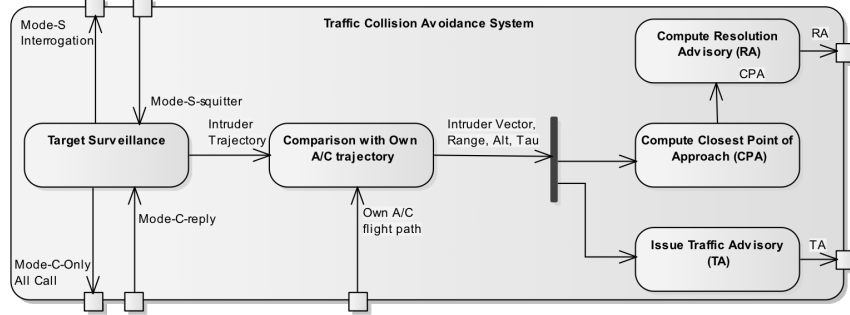 Traffic Collision Avoidance System
Mode-S
Interrogation
Mode-S-squitter
Target Surveillance
Intruder
Trajectory
Comparison with Own
A/C trajectory
Intruder Vector,
Range, Alt, Tau
Compute Resolution
Advisory (RA)
RA
CPA
Compute Closest Point of
Approach (CPA)
Mode-C-reply
Own A/C
flight path
Issue Traffic Advisory
(TA)
TA
Mode-C-Only
All Call